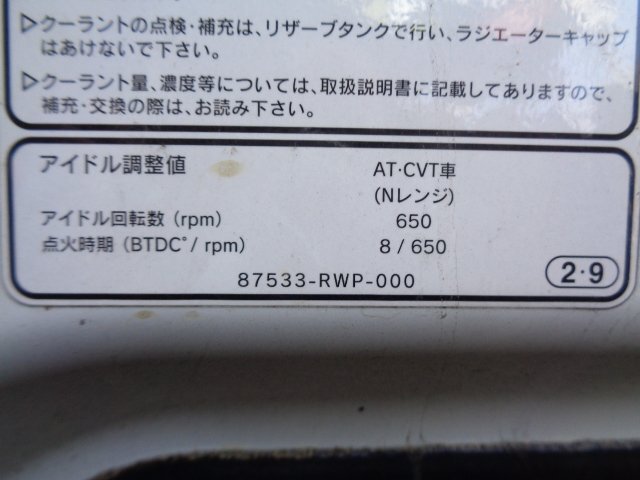 ▷クーラントの点検・補充は、リザーブタンクで行い、ラジエーターキャップ
はあけないで下さい。
▷クーラント量、濃度等については、取扱説明書に記載してありますので、
補充・交換の際は、お読み下さい。
アイドル調整値 AT·CVT車
(Nレンジ)
アイドル回転数 (rpm) 650
点火時期 (BTDC°/ rpm) 8 / 650
87533-RWP-000 2·9